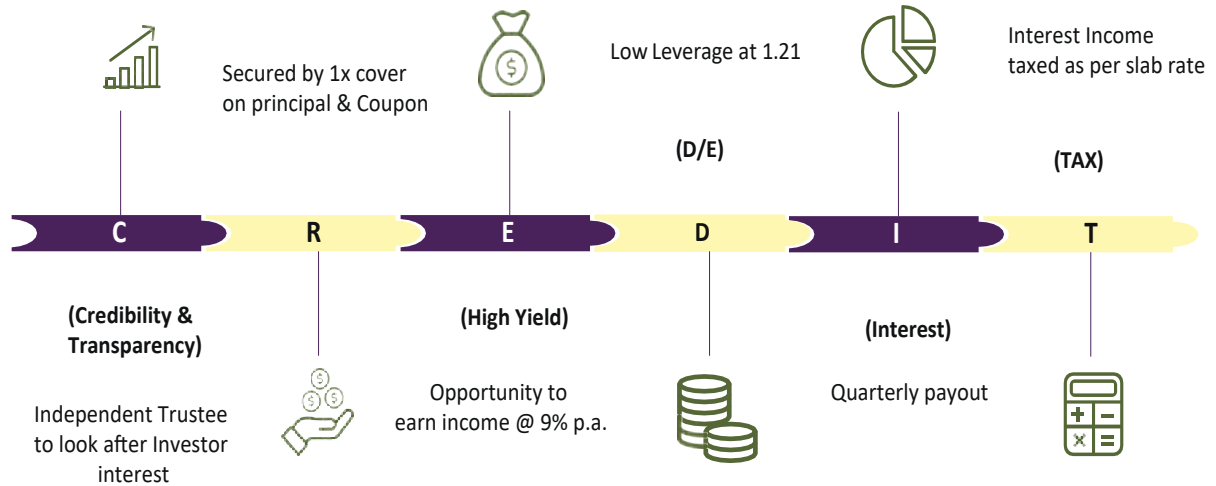 Secured by 1x cover
on principal & Coupon
Low Leverage at 1.21
Interest Income
taxed as per slab rate
(D/E)
(TAX)
C
R
E
D
I
T
(Credibility &
Transparency)
(High Yield)
(Interest)
Independent Trustee
to look after Investor
interest
Opportunity to
earn income @ 9% p.a.
Quarterly payout